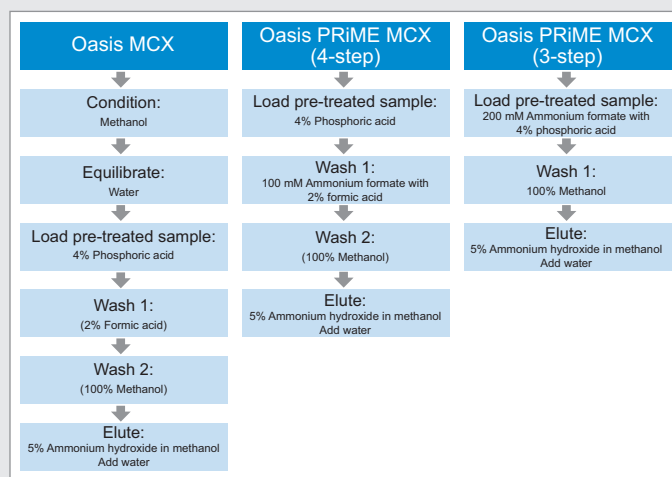 Oasis MCX
Condition:
Methanol
Equilibrate:
Water
Load pre-treated sample:
4% Phosphoric acid
Wash 1:
(2% Formic acid)
Wash 2:
(100% Methanol)
Elute:
5% Ammonium hydroxide in methanol
Add water
Oasis PRiME MCX
(4-step)
Load pre-treated sample:
4% Phosphoric acid
Wash 1:
100 mM Ammonium formate with
2% formic acid
Wash 2:
(100% Methanol)
Elute:
5% Ammonium hydroxide in methanol
Add water
Oasis PRiME MCX
(3-step)
Load pre-treated sample:
200 mM Ammonium formate with
4% phosphoric acid
Wash 1:
100% Methanol
Elute:
5% Ammonium hydroxide in methanol
Add water